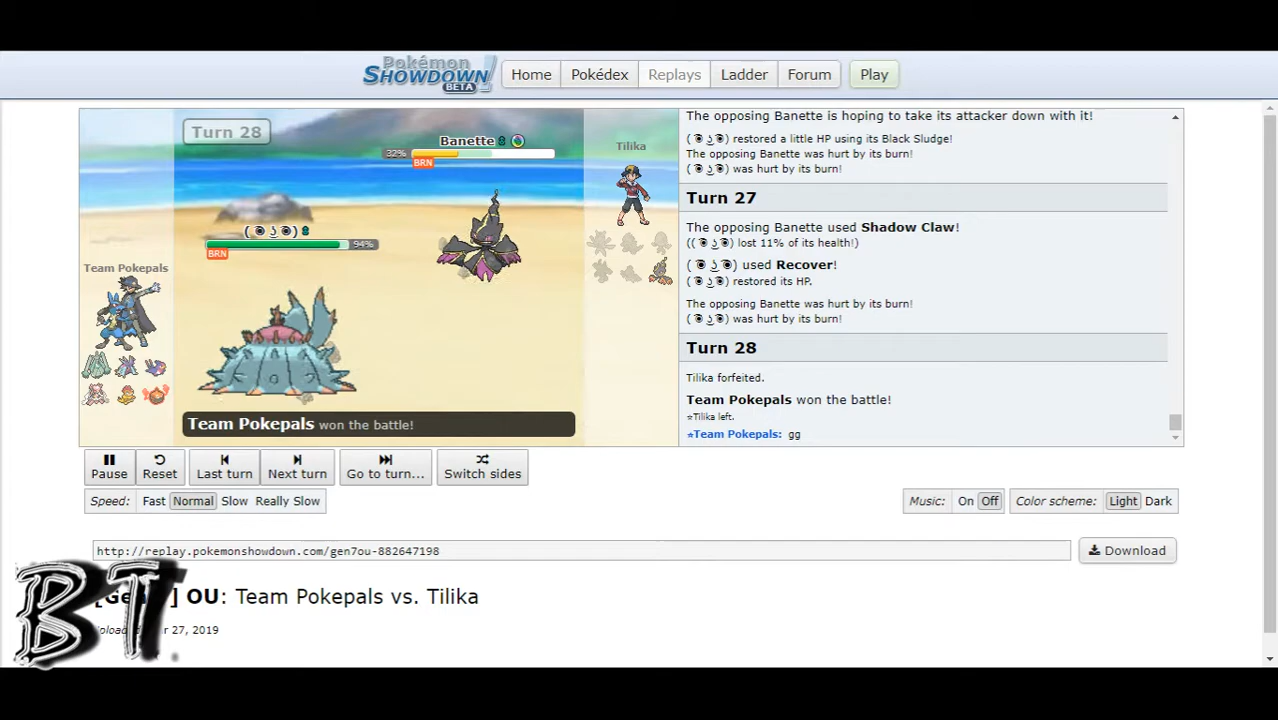 Pokémon
SHOWDOWN!
BETA
Home
Pokédex
Replays
Ladder
Forum
Play
Turn 28
Banette
32%
BRN
94%
BRN
Team Pokepals
Tilika
Team Pokepals won the battle!
The opposing Banette is hoping to take its attacker down with it!
( ͡° ͜ʖ ͡°) restored a little HP using its Black Sludge!
The opposing Banette was hurt by its burn!
( ͡° ͜ʖ ͡°) was hurt by its burn!
Turn 27
The opposing Banette used Shadow Claw!
(( ͡° ͜ʖ ͡°) lost 11% of its health!)
( ͡° ͜ʖ ͡°) used Recover!
( ͡° ͜ʖ ͡°) restored its HP.
The opposing Banette was hurt by its burn!
( ͡° ͜ʖ ͡°) was hurt by its burn!
Turn 28
Tilika forfeited.
Team Pokepals won the battle!
☆Tilika left.
☆Team Pokepals: gg
Pause
Reset
Last turn
Next turn
Go to turn...
Switch sides
Speed: Fast Normal Slow Really Slow
Music: On Off
Color scheme: Light Dark
http://replay.pokemonshowdown.com/gen7ou-882647198
Download
OU: Team Pokepals vs. Tilika
27, 2019
BT.